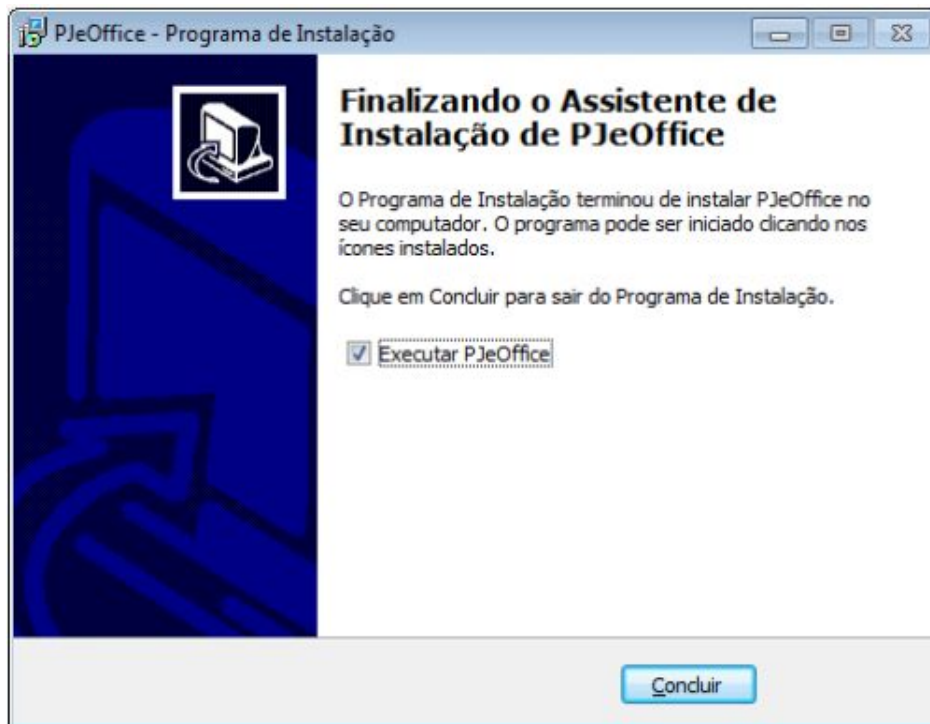 PJeOffice - Programa de Instalação
Finalizando o Assistente de
Instalação de PJeOffice
O Programa de Instalação terminou de instalar PJeOffice no
seu computador. O programa pode ser iniciado clicando nos
ícones instalados.
Clique em Concluir para sair do Programa de Instalação.
Executar PJeOffice
Concluir